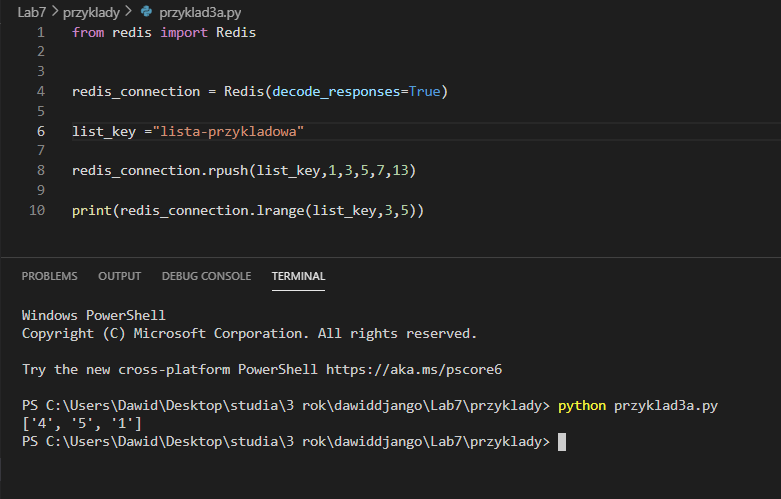 Lab7 > przyklady > przyklad3a.py
1 from redis import Redis
2
3
4 redis_connection = Redis(decode_responses=True)
5
6 list_key ="lista-przykladowa"
7
8 redis_connection.rpush(list_key,1,3,5,7,13)
9
10 print(redis_connection.lrange(list_key,3,5))
PROBLEMS OUTPUT DEBUG CONSOLE TERMINAL
Windows PowerShell
Copyright (C) Microsoft Corporation. All rights reserved.
Try the new cross-platform PowerShell https://aka.ms/pscore6
PS C:\Users\Dawid\Desktop\studia\3 rok\dawiddjango\Lab7\przyklady> python przyklad3a.py
['4', '5', '1']
PS C:\Users\Dawid\Desktop\studia\3 rok\dawiddjango\Lab7\przyklady>